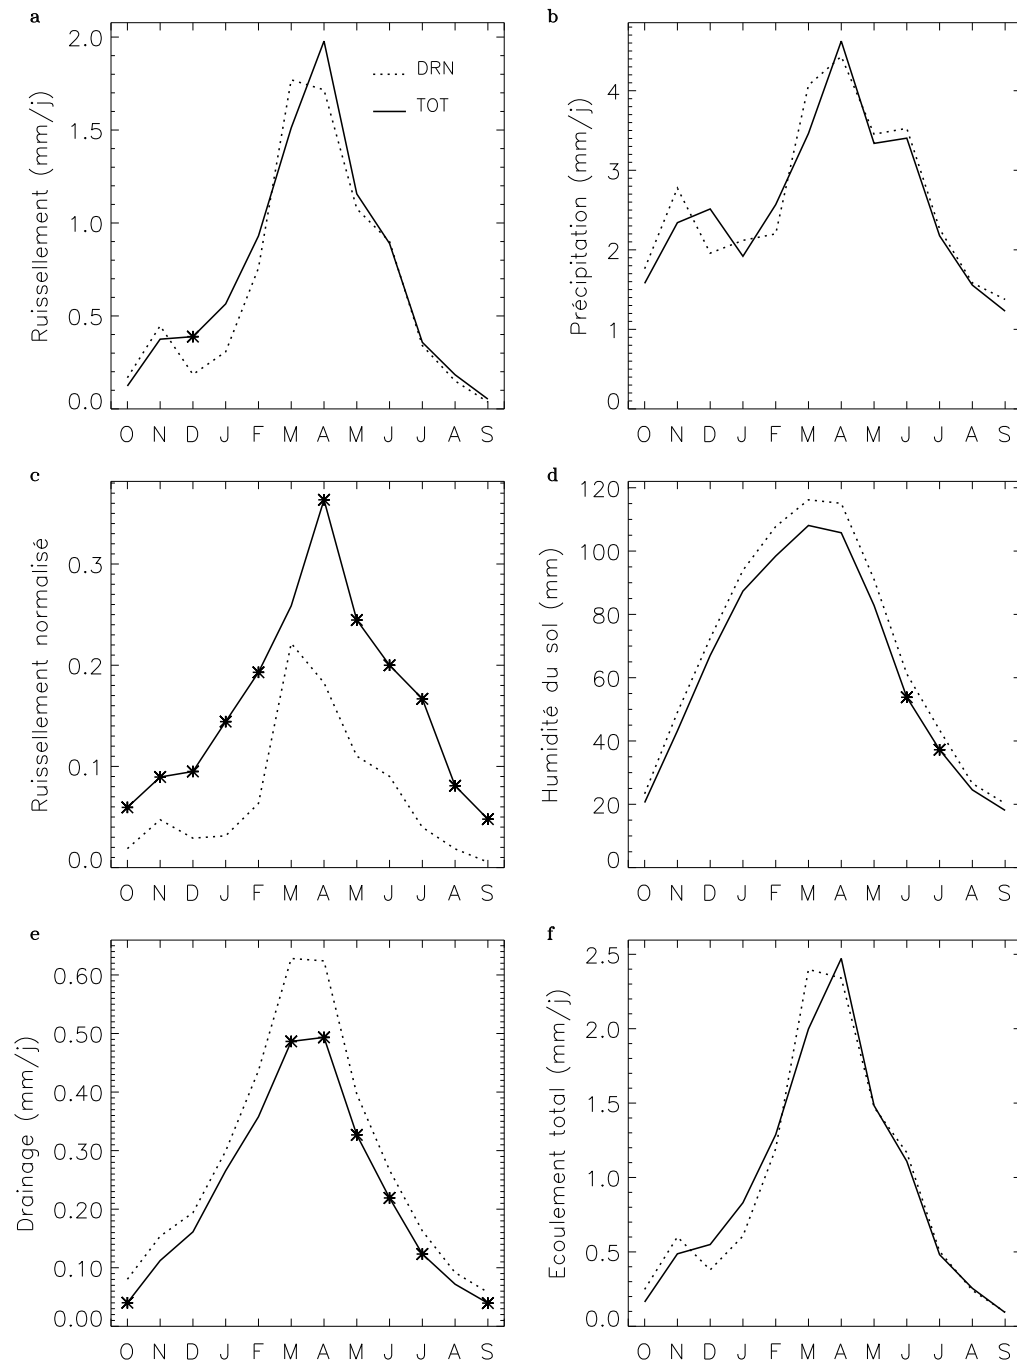 a
Ruissellement (mm/j)
2.0
1.5
1.0
0.5
0.0
DRN
TOT
O N D J F M A M J J A S
b
Précipitation (mm/j)
4
3
2
1
0
O N D J F M A M J J A S
c
Ruissellement normalisé
0.3
0.2
0.1
0.0
O N D J F M A M J J A S
d
Humidité du sol (mm)
120
100
80
60
40
20
0
O N D J F M A M J J A S
e
Drainage (mm/j)
0.60
0.50
0.40
0.30
0.20
0.10
0.00
O N D J F M A M J J A S
f
Ecoulement total (mm/j)
2.5
2.0
1.5
1.0
0.5
0.0
O N D J F M A M J J A S